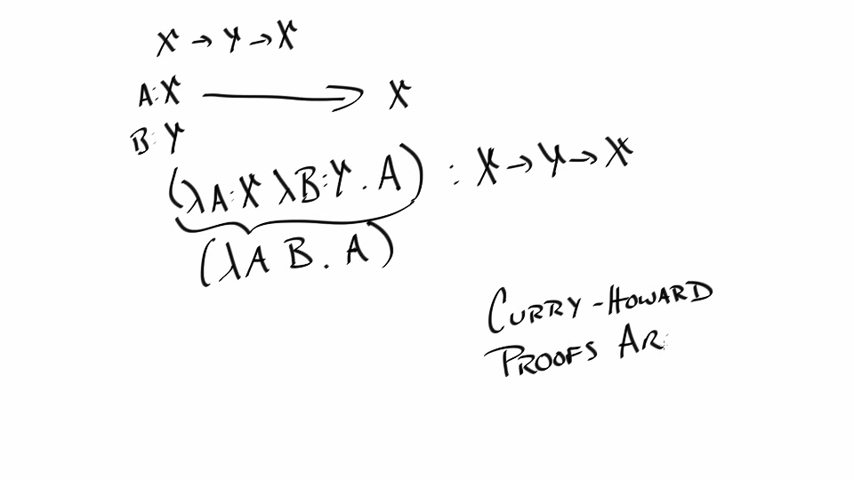 X → Y → X
A:X ⟶ X
B:Y
(λA:X λB:Y . A) : X → Y → X
(λA B . A)
CURRY-HOWARD
PROOFS AR